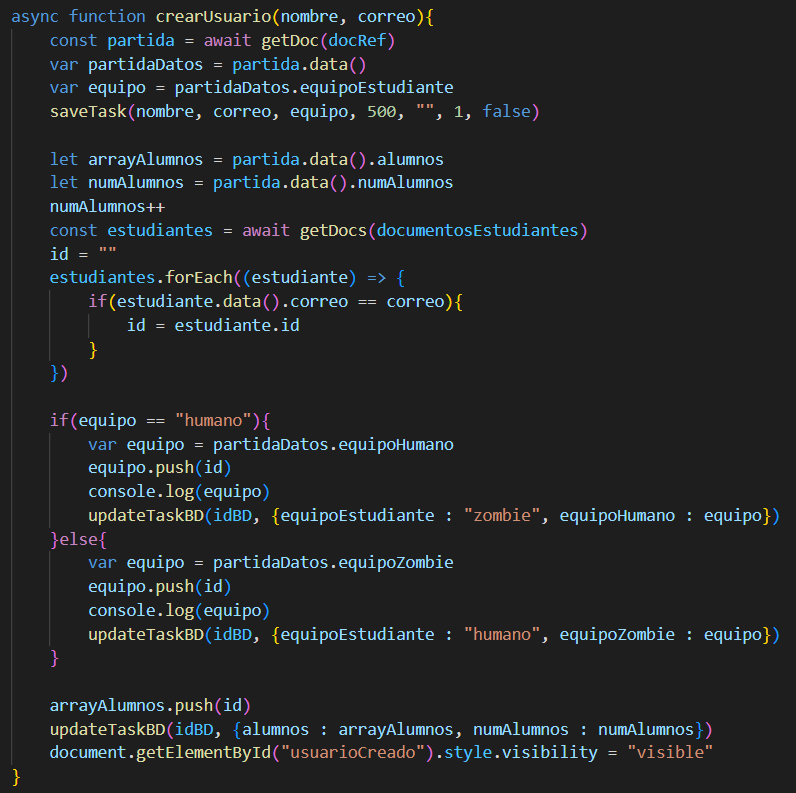 async function crearUsuario(nombre, correo){
    const partida = await getDoc(docRef)
    var partidaDatos = partida.data()
    var equipo = partidaDatos.equipoEstudiante
    saveTask(nombre, correo, equipo, 500, "", 1, false)

    let arrayAlumnos = partida.data().alumnos
    let numAlumnos = partida.data().numAlumnos
    numAlumnos++
    const estudiantes = await getDocs(documentosEstudiantes)
    id = ""
    estudiantes.forEach((estudiante) => {
        if(estudiante.data().correo == correo){
            id = estudiante.id
        }
    })

    if(equipo == "humano"){
        var equipo = partidaDatos.equipoHumano
        equipo.push(id)
        console.log(equipo)
        updateTaskBD(idBD, {equipoEstudiante : "zombie", equipoHumano : equipo})
    }else{
        var equipo = partidaDatos.equipoZombie
        equipo.push(id)
        console.log(equipo)
        updateTaskBD(idBD, {equipoEstudiante : "humano", equipoZombie : equipo})
    }

    arrayAlumnos.push(id)
    updateTaskBD(idBD, {alumnos : arrayAlumnos, numAlumnos : numAlumnos})
    document.getElementById("usuarioCreado").style.visibility = "visible"
}